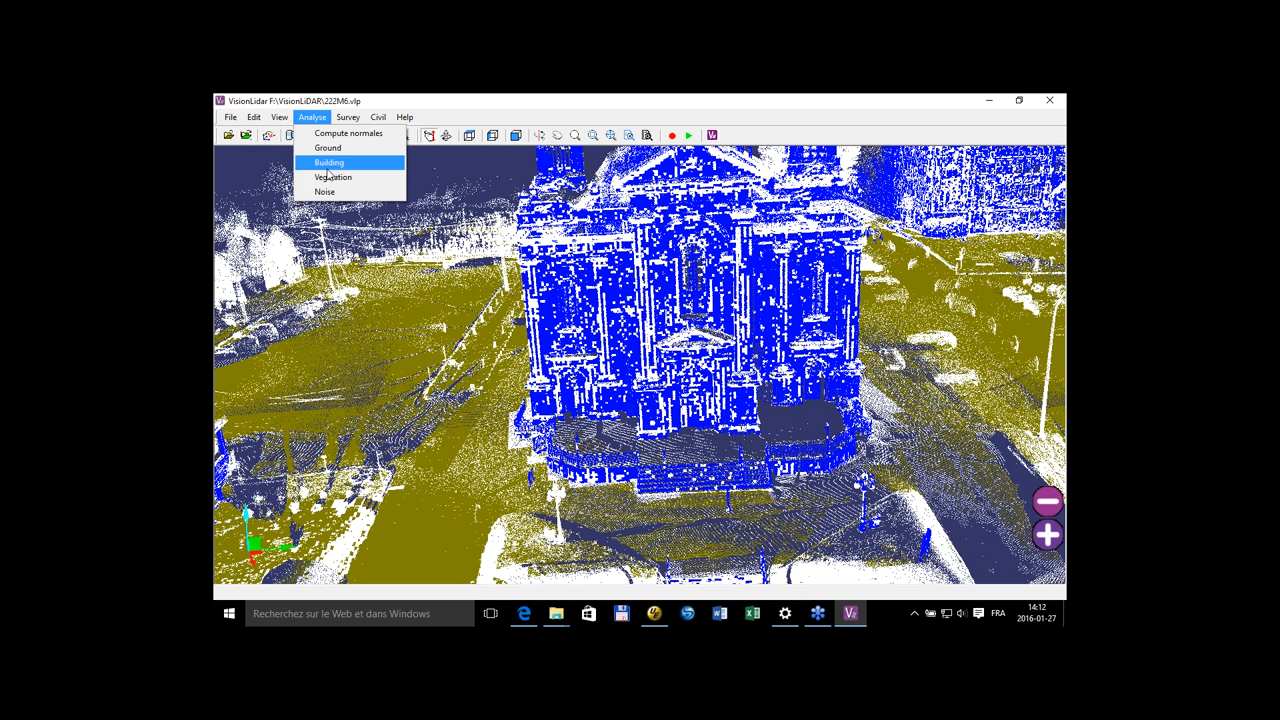 VisionLidar F:\VisionLiDAR\222M6.vlp
File Edit View Analyse Survey Civil Help
Compute normales
Ground
Building
Vegetation
Noise
Recherchez sur le Web et dans Windows
FRA
14:12
2016-01-27